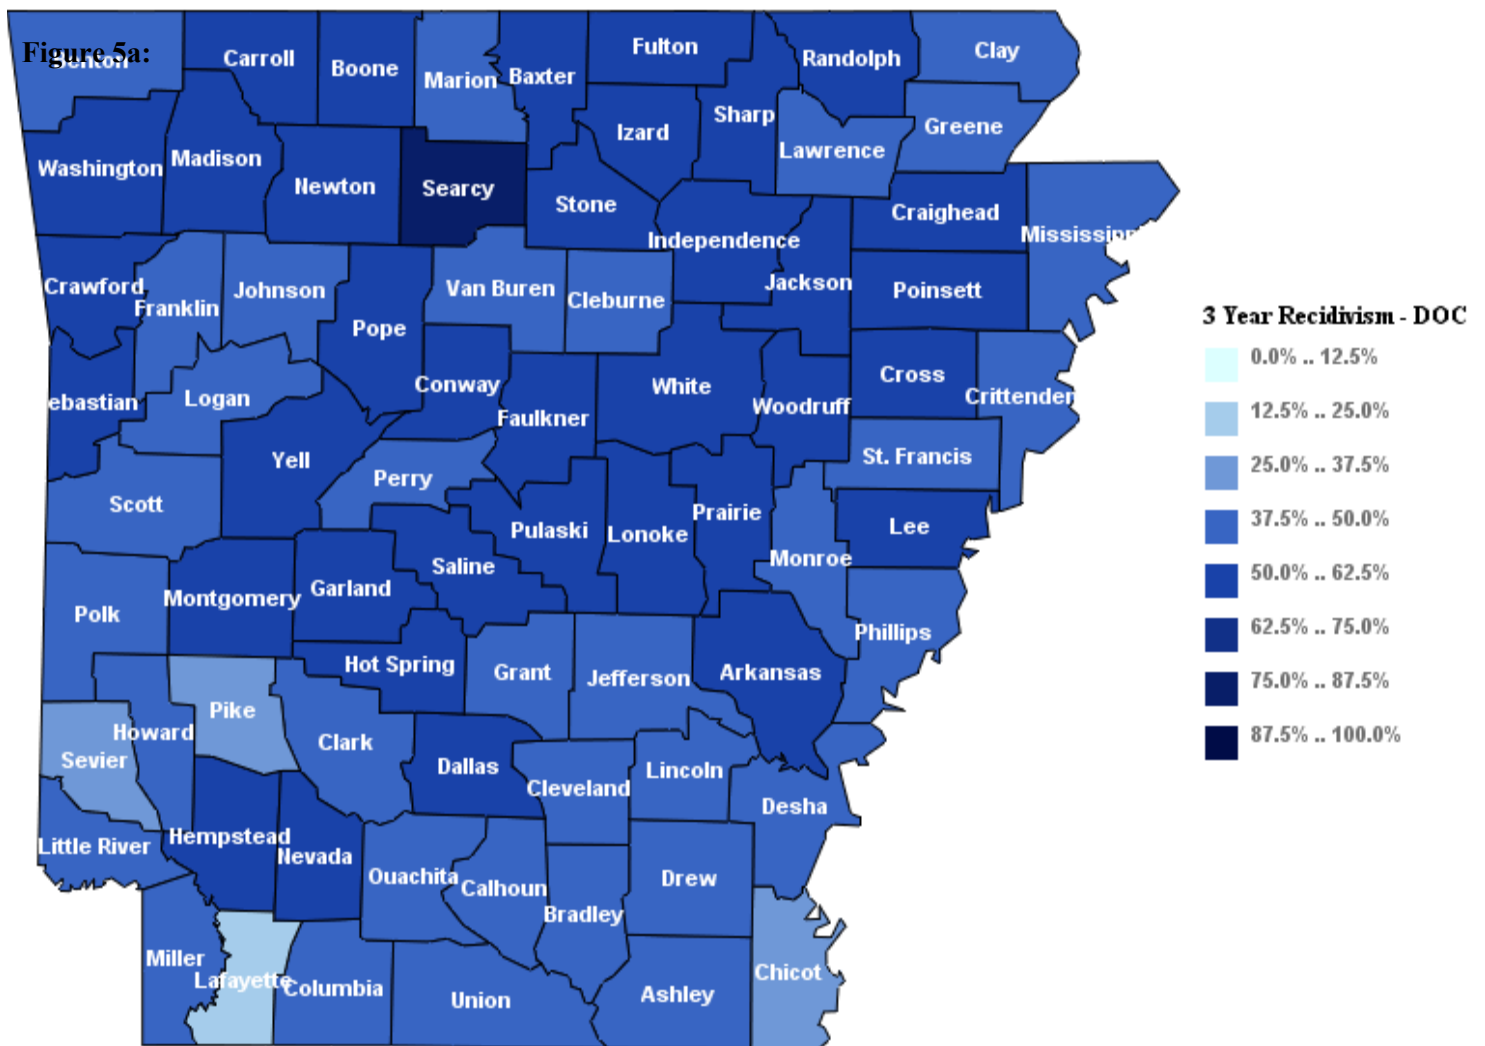 Figure 5a:
Benton
Carroll
Boone
Marion
Baxter
Fulton
Randolph
Clay
Sharp
Izard
Greene
Lawrence
Washington
Madison
Newton
Searcy
Stone
Craighead
Independence
Mississippi
Crawford
Franklin
Johnson
Van Buren
Cleburne
Jackson
Poinsett
Pope
3 Year Recidivism - DOC
0.0% .. 12.5%
12.5% .. 25.0%
25.0% .. 37.5%
37.5% .. 50.0%
50.0% .. 62.5%
62.5% .. 75.0%
75.0% .. 87.5%
87.5% .. 100.0%
ebastian
Logan
Conway
Faulkner
White
Woodruff
Cross
Crittenden
Yell
Perry
St. Francis
Scott
Pulaski
Lonoke
Prairie
Lee
Monroe
Saline
Garland
Montgomery
Polk
Phillips
Hot Spring
Grant
Jefferson
Arkansas
Pike
Howard
Sevier
Clark
Dallas
Cleveland
Lincoln
Desha
Little River
Hempstead
Nevada
Ouachita
Calhoun
Bradley
Drew
Miller
Lafayette
Columbia
Union
Ashley
Chicot